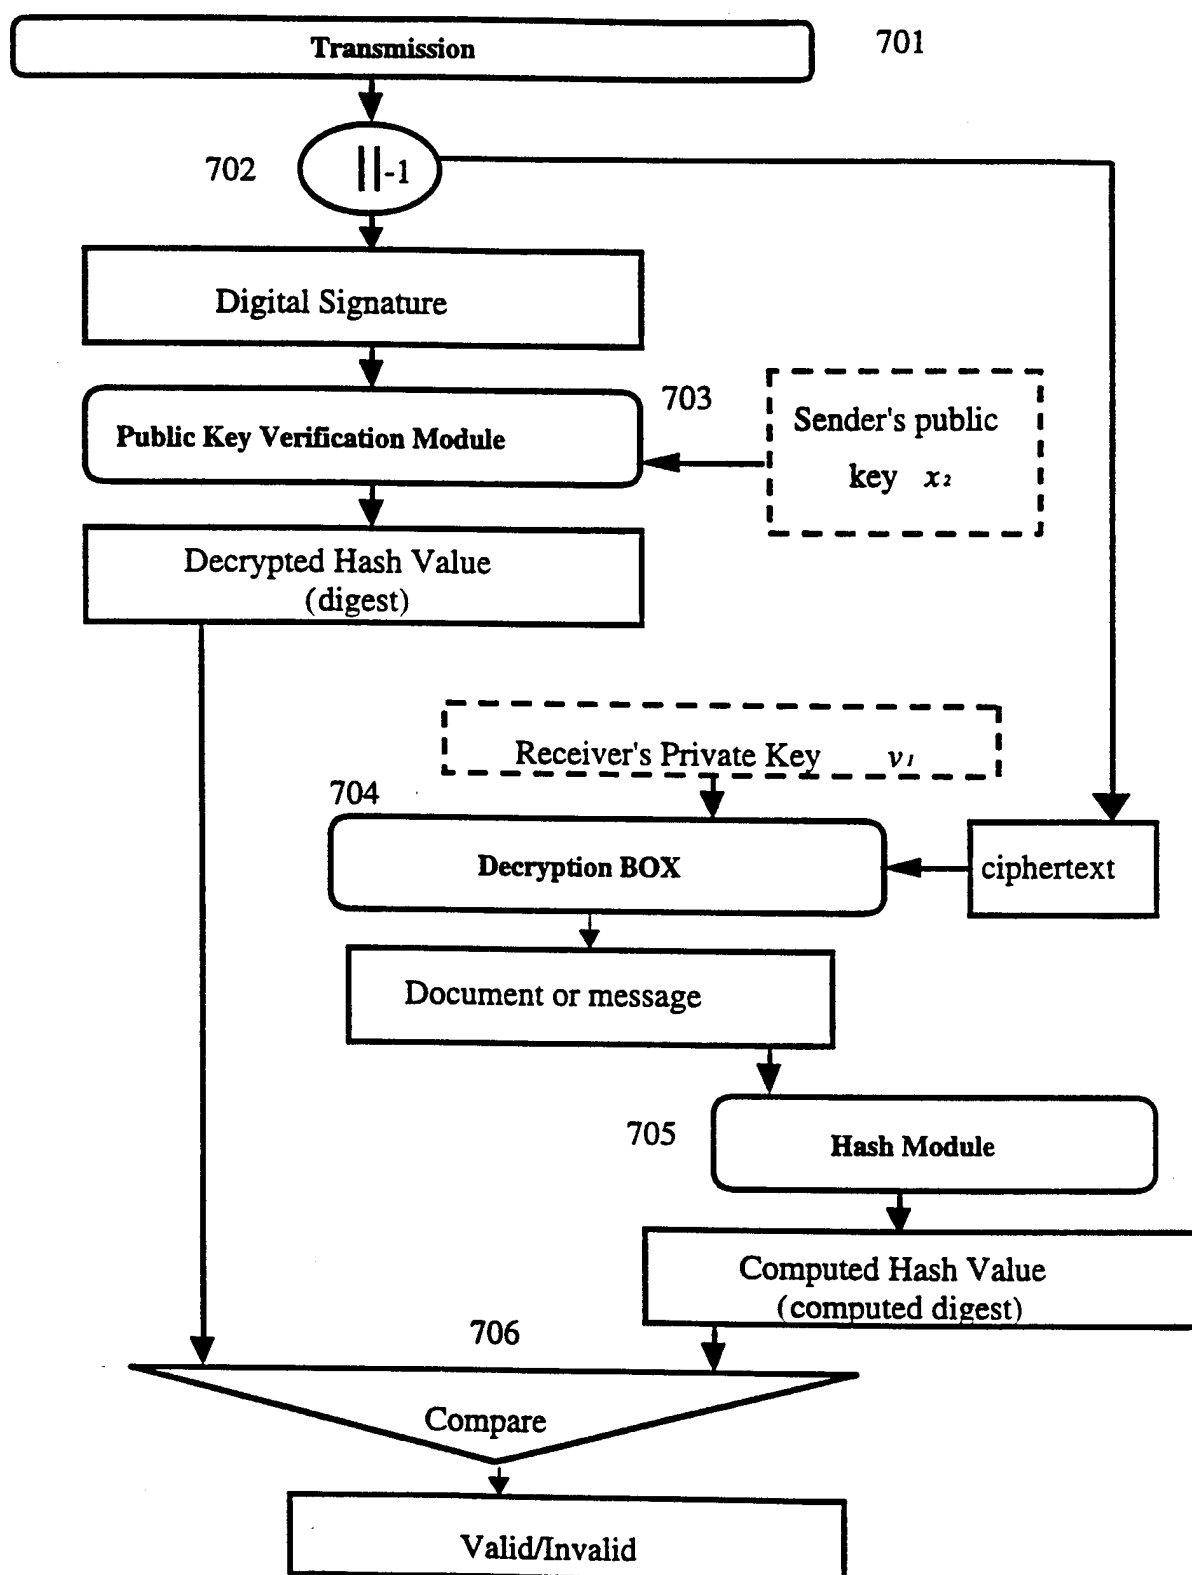 Transmission
701
702
||-1
Digital Signature
703
Public Key Verification Module
Sender's public
key x₂
Decrypted Hash Value
(digest)
Receiver's Private Key v₁
704
Decryption BOX
ciphertext
Document or message
705
Hash Module
Computed Hash Value
(computed digest)
706
Compare
Valid/Invalid